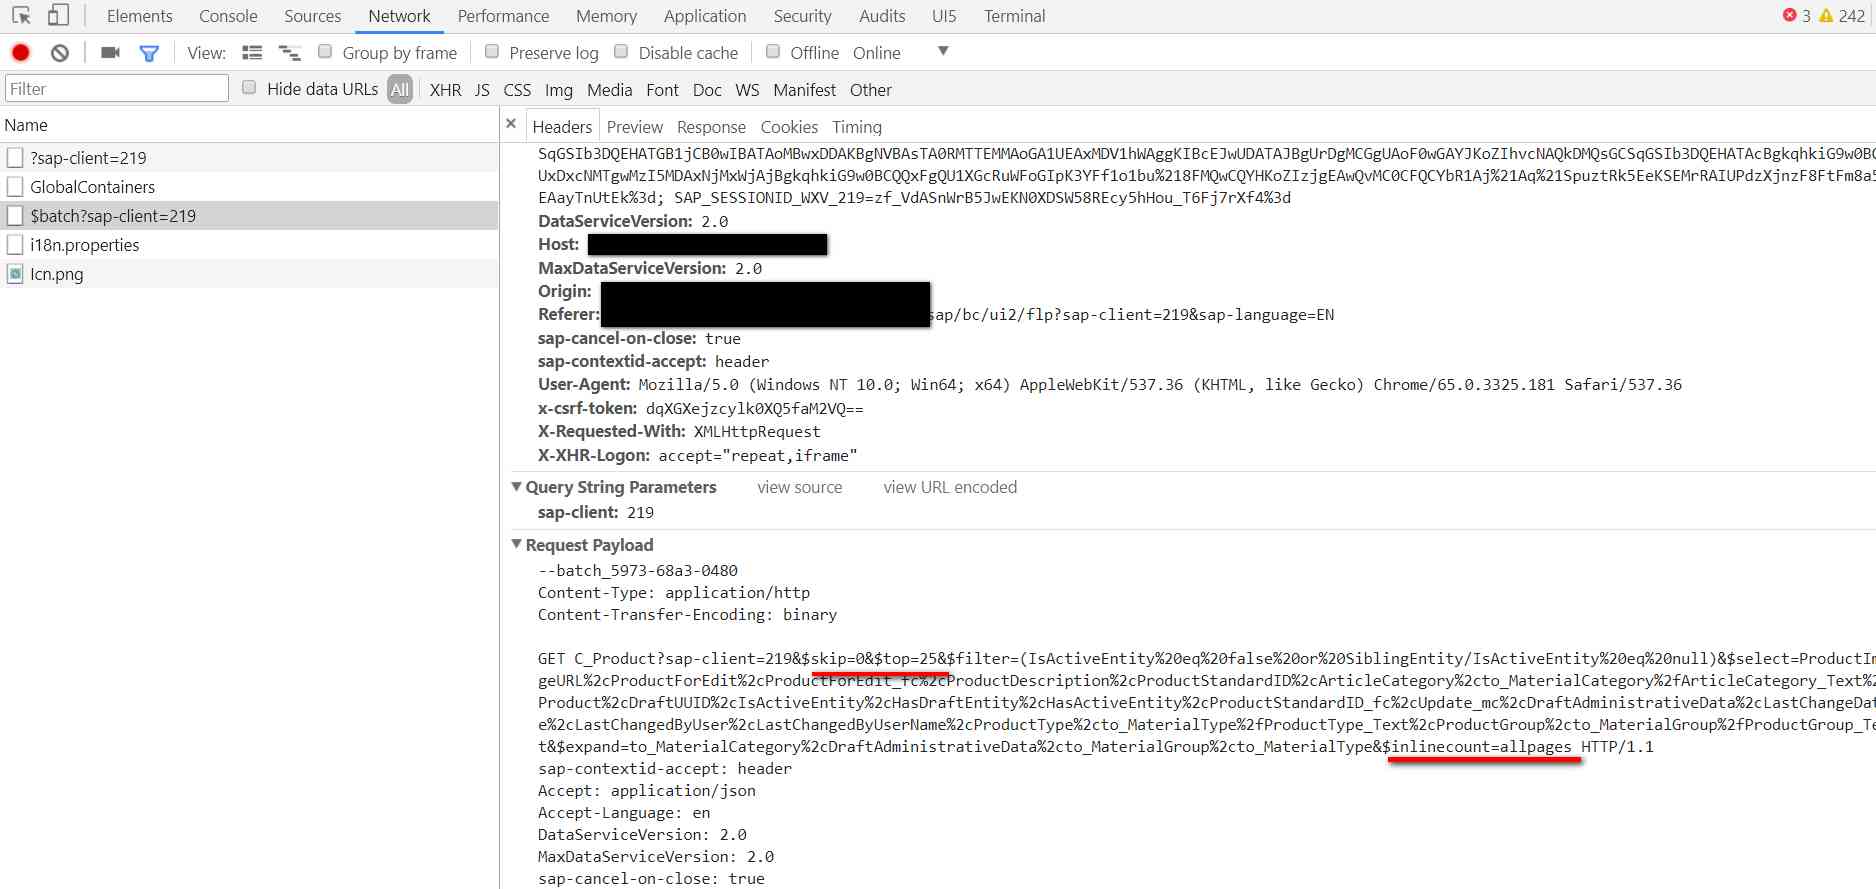 Elements Console Sources Network Performance Memory Application Security Audits UI5 Terminal 3 242
View: Group by frame Preserve log Disable cache Offline Online
Filter Hide data URLs All XHR JS CSS Img Media Font Doc WS Manifest Other
Name
?sap-client=219
GlobalContainers
$batch?sap-client=219
i18n.properties
Icn.png
Headers Preview Response Cookies Timing
SqGSIb3DQEHATGB1jCB0wIBATAoMBwxDDAKBgNVBAsTA0RMTTEMMAoGA1UEAxMDV1hWAggKIBcEJwUDATAJBgUrDgMCGgUAoF0wGAYJKoZIhvcNAQkDMQsGCSqGSIb3DQEHATAcBgkqhkiG9w0BC
UxDxcNMTgwMzI5MDAxNjMxWjAjBgkqhkiG9w0BCQQxFgQU1XGcRuWFoGIpK3YFf1o1bu%218FMQwCQYHKoZIzjgEAwQvMC0CFQCYbR1Aj%21Aq%21SpuztRk5EeKSEMrRAIUPdzXjnzF8FtFm8a5
EAayTnUtEk%3d; SAP_SESSIONID_WXV_219=zf_VdASnWrB5JwEKN0XDSW58REcy5hHou_T6Fj7rXf4%3d
DataServiceVersion: 2.0
Host:
MaxDataServiceVersion: 2.0
Origin:
Referer: sap/bc/ui2/flp?sap-client=219&sap-language=EN
sap-cancel-on-close: true
sap-contextid-accept: header
User-Agent: Mozilla/5.0 (Windows NT 10.0; Win64; x64) AppleWebKit/537.36 (KHTML, like Gecko) Chrome/65.0.3325.181 Safari/537.36
x-csrf-token: dqXGXejzcylk0XQ5faM2VQ==
X-Requested-With: XMLHttpRequest
X-XHR-Logon: accept="repeat,iframe"
Query String Parameters view source view URL encoded
sap-client: 219
Request Payload
--batch_5973-68a3-0480
Content-Type: application/http
Content-Transfer-Encoding: binary
GET C_Product?sap-client=219&$skip=0&$top=25&$filter=(IsActiveEntity%20eq%20false%20or%20SiblingEntity/IsActiveEntity%20eq%20null)&$select=ProductIm
geURL%2cProductForEdit%2cProductForEdit_fc%2cProductDescription%2cProductStandardID%2cArticleCategory%2cto_MaterialCategory%2fArticleCategory_Text%2
Product%2cDraftUUID%2cIsActiveEntity%2cHasDraftEntity%2cHasActiveEntity%2cProductStandardID_fc%2cUpdate_mc%2cDraftAdministrativeData%2cLastChangeDat
e%2cLastChangedByUser%2cLastChangedByUserName%2cProductType%2cto_MaterialType%2fProductType_Text%2cProductGroup%2cto_MaterialGroup%2fProductGroup_Te
t&$expand=to_MaterialCategory%2cDraftAdministrativeData%2cto_MaterialGroup%2cto_MaterialType&$inlinecount=allpages HTTP/1.1
sap-contextid-accept: header
Accept: application/json
Accept-Language: en
DataServiceVersion: 2.0
MaxDataServiceVersion: 2.0
sap-cancel-on-close: true